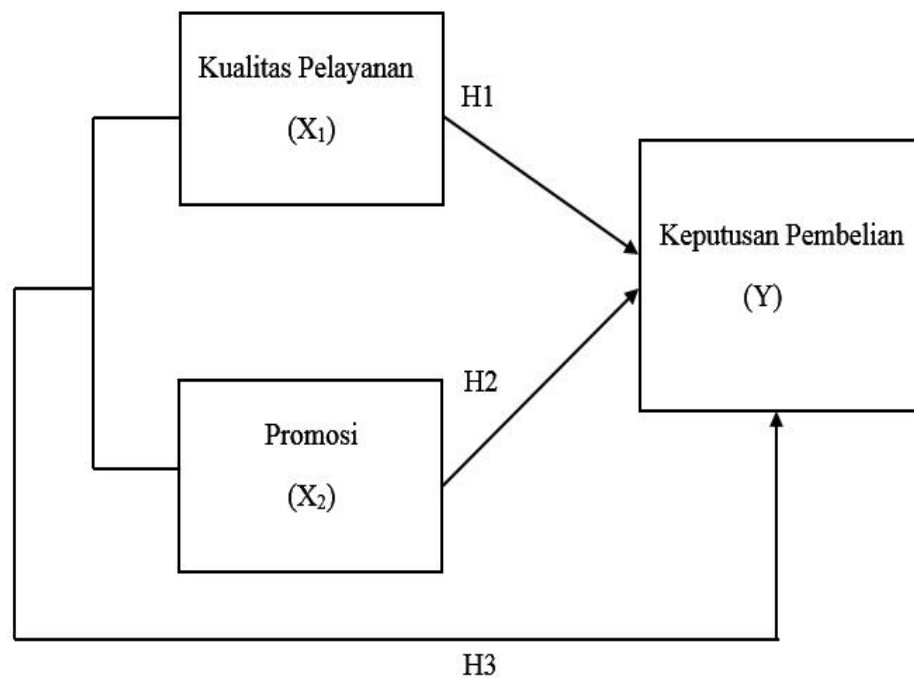 Kualitas Pelayanan
(X₁)
H1
Keputusan Pembelian
(Y)
H2
Promosi
(X₂)
H3